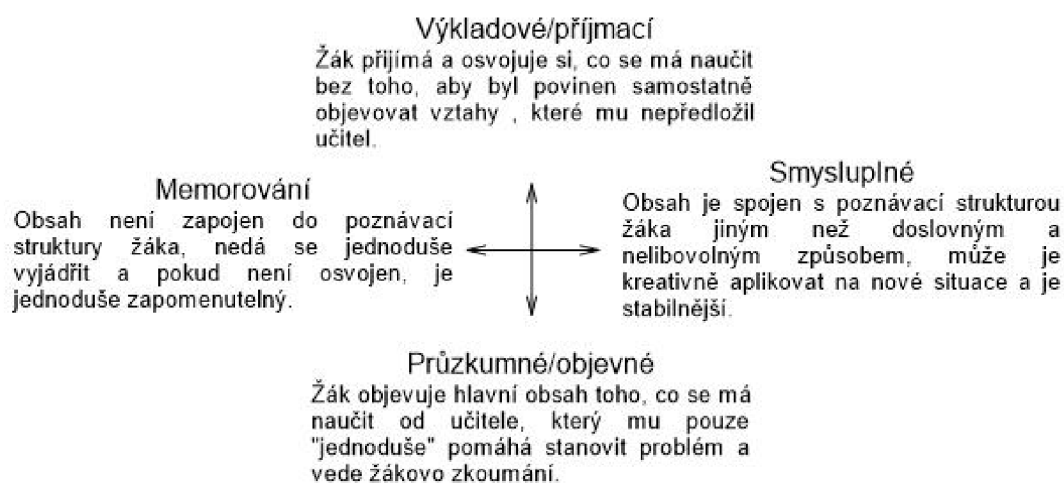 Výkladové/příjmací
Žák přijímá a osvojuje si, co se má naučit
bez toho, aby byl povinen samostatně
objevovat vztahy , které mu nepředložil
učitel.
Memorování
Obsah není zapojen do poznávací
struktury žáka, nedá se jednoduše
vyjádřit a pokud není osvojen, je
jednoduše zapomenutelný.
Smysluplné
Obsah je spojen s poznávací strukturou
žáka jiným než doslovným a
nelibovolným způsobem, může je
kreativně aplikovat na nové situace a je
stabilnější.
Průzkumné/objevné
Žák objevuje hlavní obsah toho, co se má
naučit od učitele, který mu pouze
"jednoduše" pomáhá stanovit problém a
vede žákovo zkoumání.